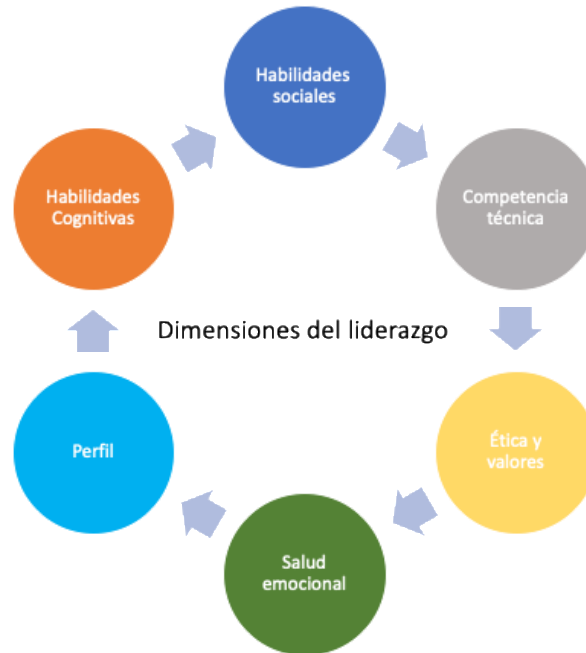 Habilidades
sociales
Competencia
técnica
Ética y
valores
Salud
emocional
Perfil
Habilidades
Cognitivas
Dimensiones del liderazgo